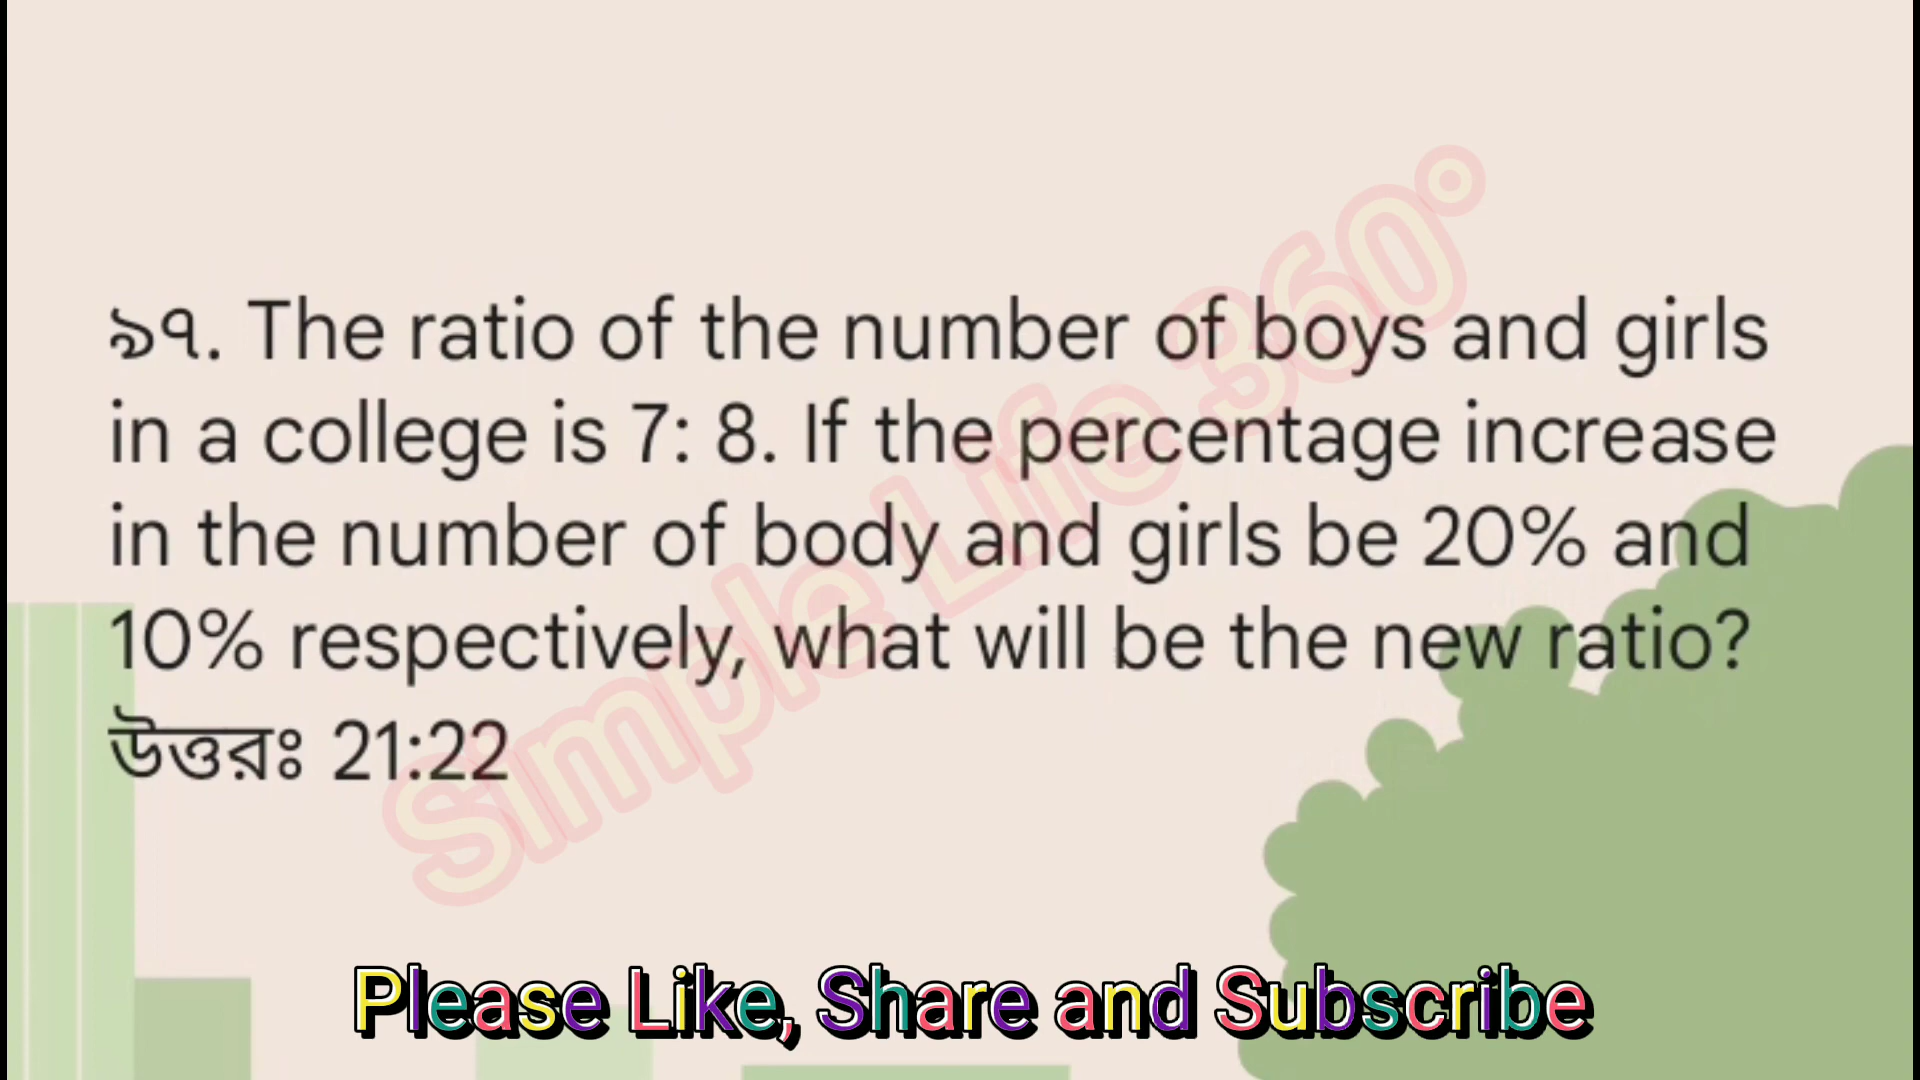 ৯৭. The ratio of the number of boys and girls
in a college is 7: 8. If the percentage increase
in the number of body and girls be 20% and
10% respectively, what will be the new ratio?
উত্তরঃ 21:22
Simple Life 360°
Please Like, Share and Subscribe